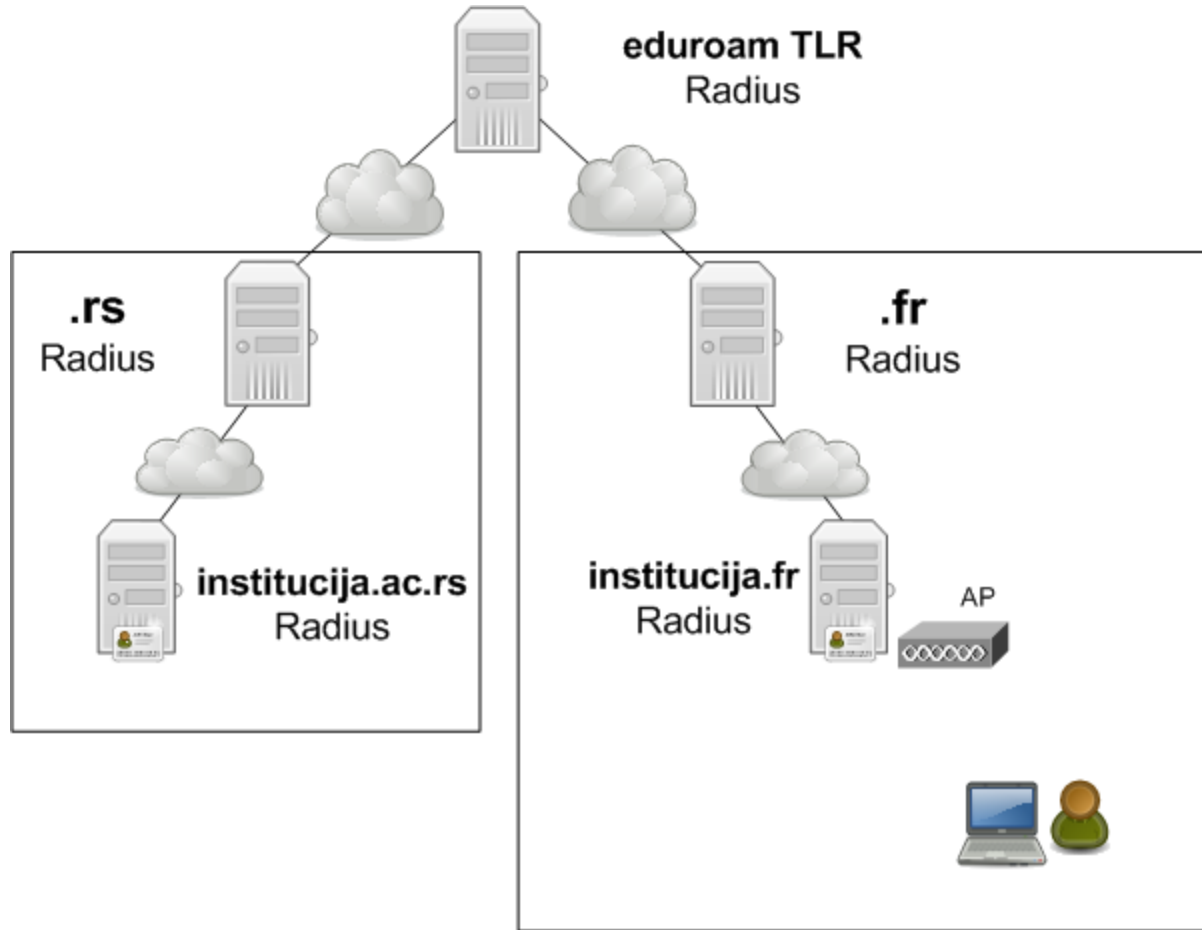 eduroam TLR
Radius
.rs
Radius
.fr
Radius
institucija.ac.rs
Radius
institucija.fr
Radius
AP